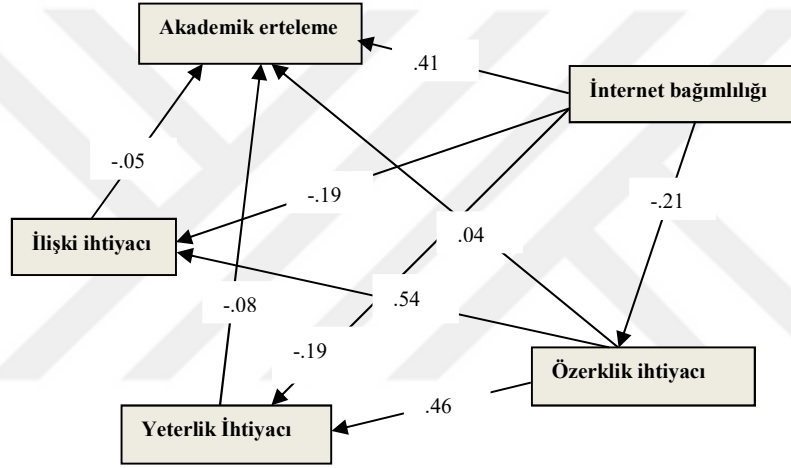 Akademik erteleme
.41
İnternet bağımlılığı
-.05
-.19
-.21
İlişki ihtiyacı
.04
-.08
.54
-.19
Özerklik ihtiyacı
.46
Yeterlik İhtiyacı